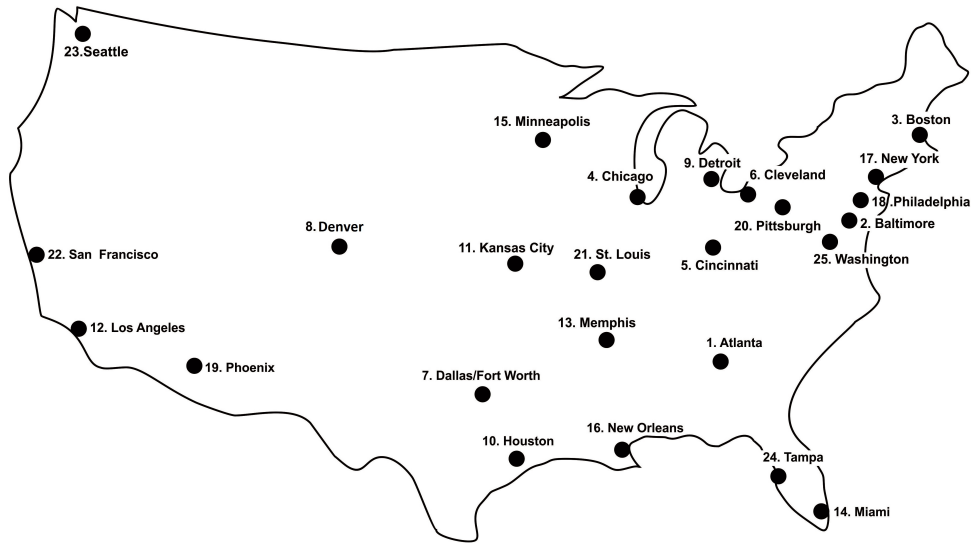 23.Seattle
3. Boston
15. Minneapolis
17. New York
9. Detroit
6. Cleveland
4. Chicago
18.Philadelphia
20. Pittsburgh
2. Baltimore
8. Denver
11. Kansas City
21. St. Louis
22. San Francisco
25. Washington
5. Cincinnati
13. Memphis
12. Los Angeles
1. Atlanta
19. Phoenix
7. Dallas/Fort Worth
16. New Orleans
10. Houston
24. Tampa
14. Miami